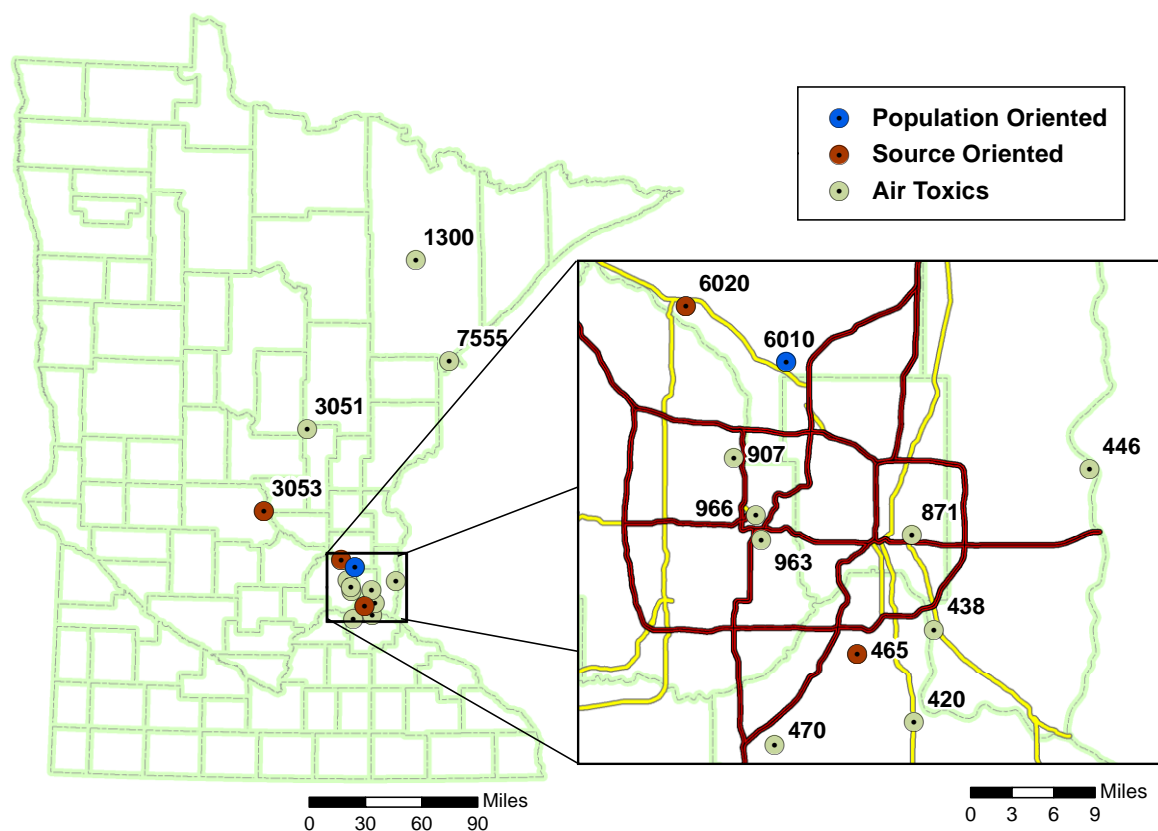 Population Oriented
Source Oriented
Air Toxics
1300
7555
3051
3053
6020
6010
907
446
966
871
963
438
465
420
470
Miles
0 30 60 90
Miles
0 3 6 9